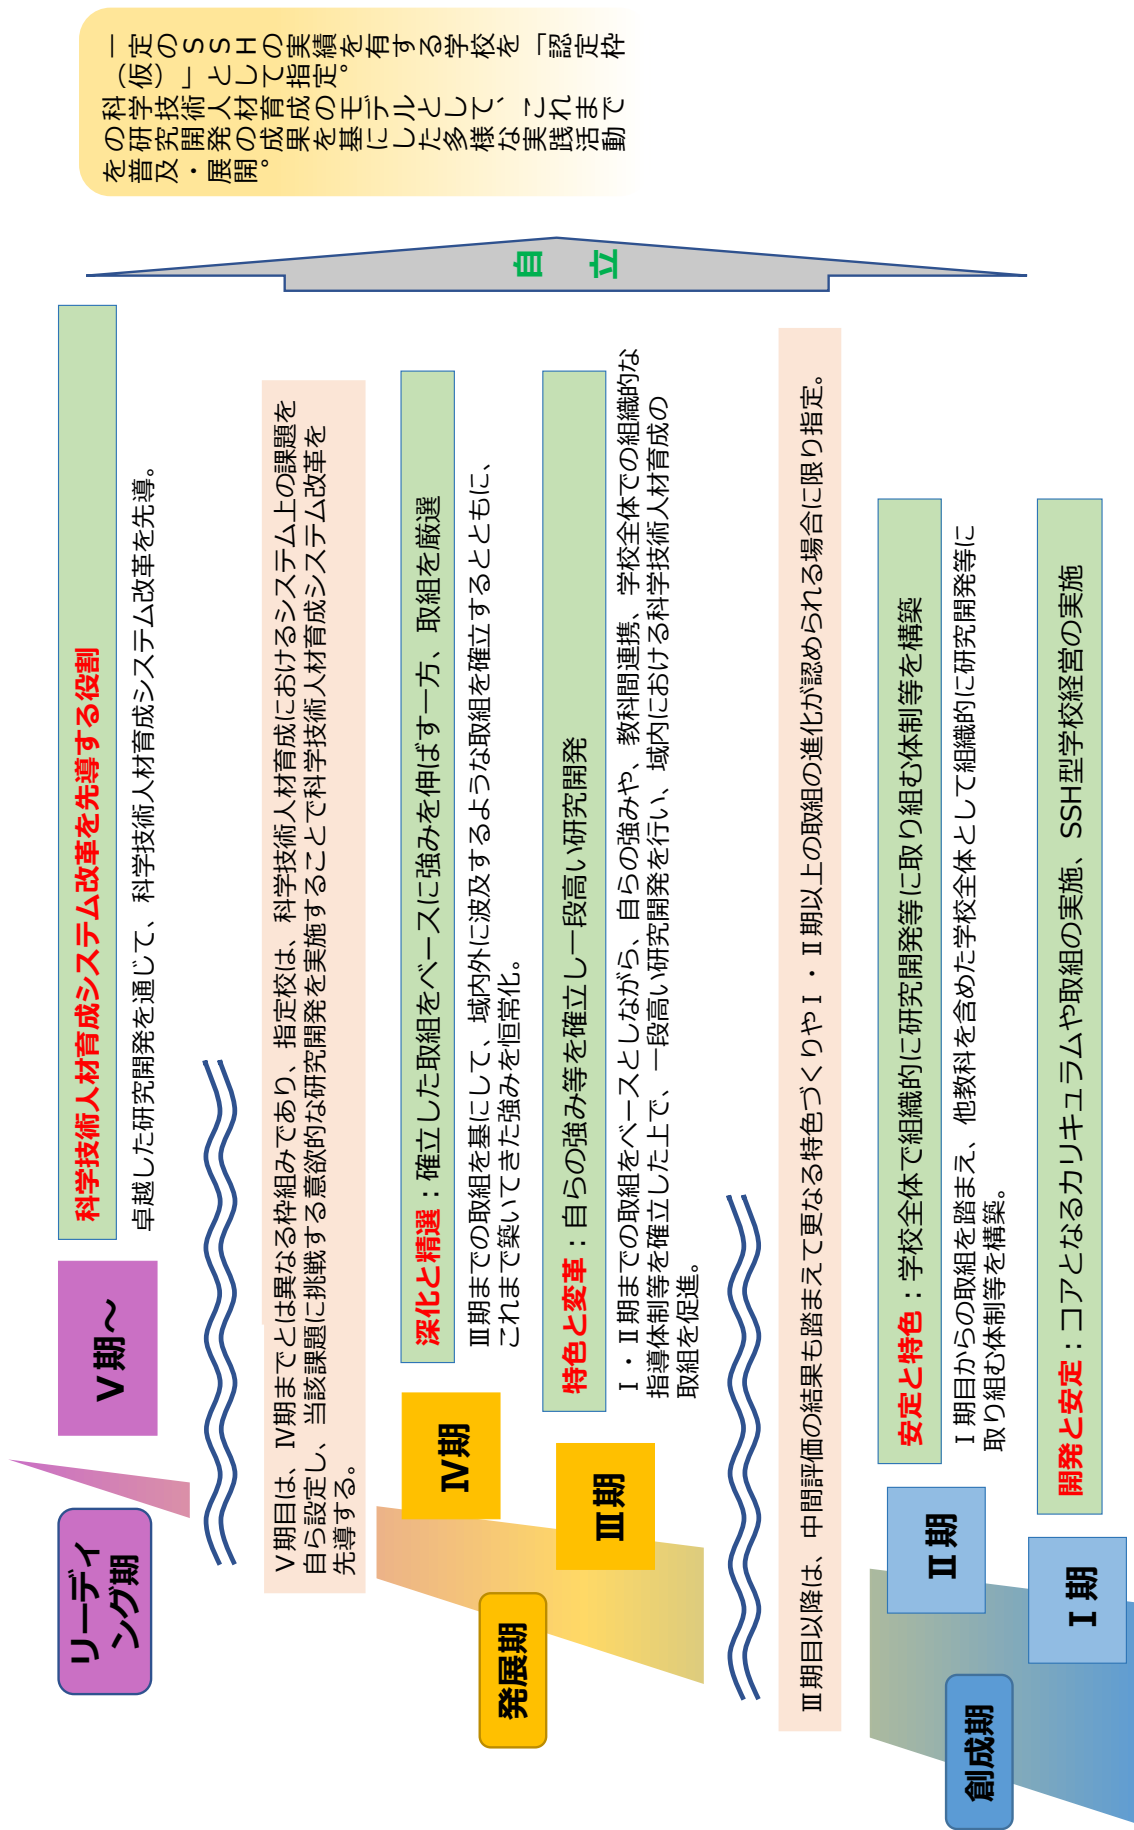 リーディ
ング期
Ⅴ期～
科学技術人材育成システム改革を先導する役割
卓越した研究開発を通じて、科学技術人材育成システム改革を先導。
Ⅴ期目は、Ⅳ期までとは異なる枠組みであり、指定校は、科学技術人材育成におけるシステム上の課題を
自ら設定し、当該課題に挑戦する意欲的な研究開発を実施することで科学技術人材育成システム改革を
先導する。
発展期
Ⅳ期
深化と精選：確立した取組をベースに強みを伸ばす一方、取組を厳選
Ⅲ期までの取組を基にして、域内外に波及するような取組を確立するとともに、
これまで築いてきた強みを恒常化。
Ⅲ期
特色と変革：自らの強み等を確立し一段高い研究開発
Ⅰ・Ⅱ期までの取組をベースとしながら、自らの強みや、教科間連携、学校全体での組織的な
指導体制等を確立した上で、一段高い研究開発を行い、域内における科学技術人材育成の
取組を促進。
Ⅲ期目以降は、中間評価の結果も踏まえて更なる特色づくりやⅠ・Ⅱ期以上の取組の進化が認められる場合に限り指定。
創成期
Ⅱ期
安定と特色：学校全体で組織的に研究開発等に取り組む体制等を構築
Ⅰ期目からの取組を踏まえ、他教科を含めた学校全体として組織的に研究開発等に
取り組む体制等を構築。
Ⅰ期
開発と安定：コアとなるカリキュラムや取組の実施、SSH型学校経営の実施
自立
一定のＳＳＨの実績を有する学校を「認定枠
（仮）」として指定。
の科学技術人材育成のモデルとして、これまで
の研究開発の成果を基にした多様な実践活動
を普及・展開。